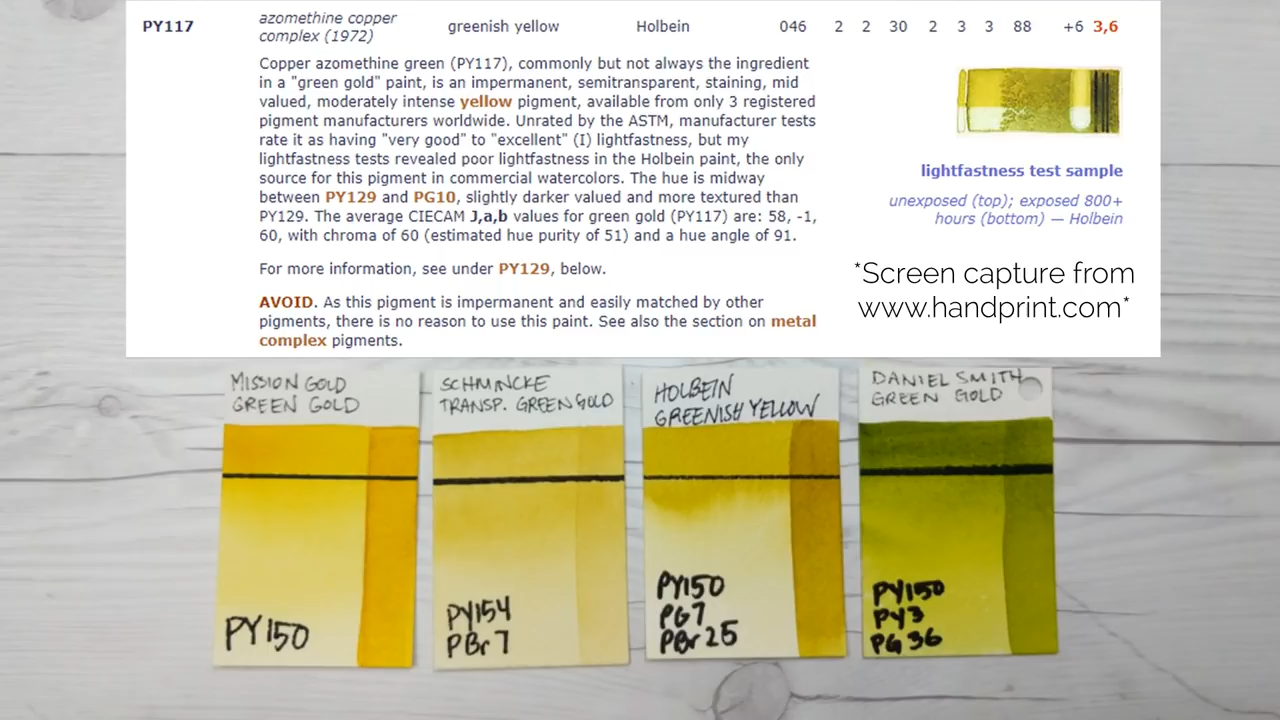 PY117 azomethine copper complex (1972) greenish yellow Holbein 046 2 2 30 2 3 3 88 +6 3,6
Copper azomethine green (PY117), commonly but not always the ingredient
in a "green gold" paint, is an impermanent, semitransparent, staining, mid
valued, moderately intense yellow pigment, available from only 3 registered
pigment manufacturers worldwide. Unrated by the ASTM, manufacturer tests
rate it as having "very good" to "excellent" (I) lightfastness, but my
lightfastness tests revealed poor lightfastness in the Holbein paint, the only
source for this pigment in commercial watercolors. The hue is midway
between PY129 and PG10, slightly darker valued and more textured than
PY129. The average CIECAM J,a,b values for green gold (PY117) are: 58, -1,
60, with chroma of 60 (estimated hue purity of 51) and a hue angle of 91.
For more information, see under PY129, below.
AVOID. As this pigment is impermanent and easily matched by other
pigments, there is no reason to use this paint. See also the section on metal
complex pigments.
lightfastness test sample
unexposed (top); exposed 800+
hours (bottom) — Holbein
*Screen capture from
www.handprint.com*
MISSION GOLD
GREEN GOLD
PY150
SCHMINCKE
TRANSP. GREEN GOLD
PY154
PBr7
HOLBEIN
GREENISH YELLOW
PY150
PG7
PBr25
DANIEL SMITH
GREEN GOLD
PY150
PY3
PG36